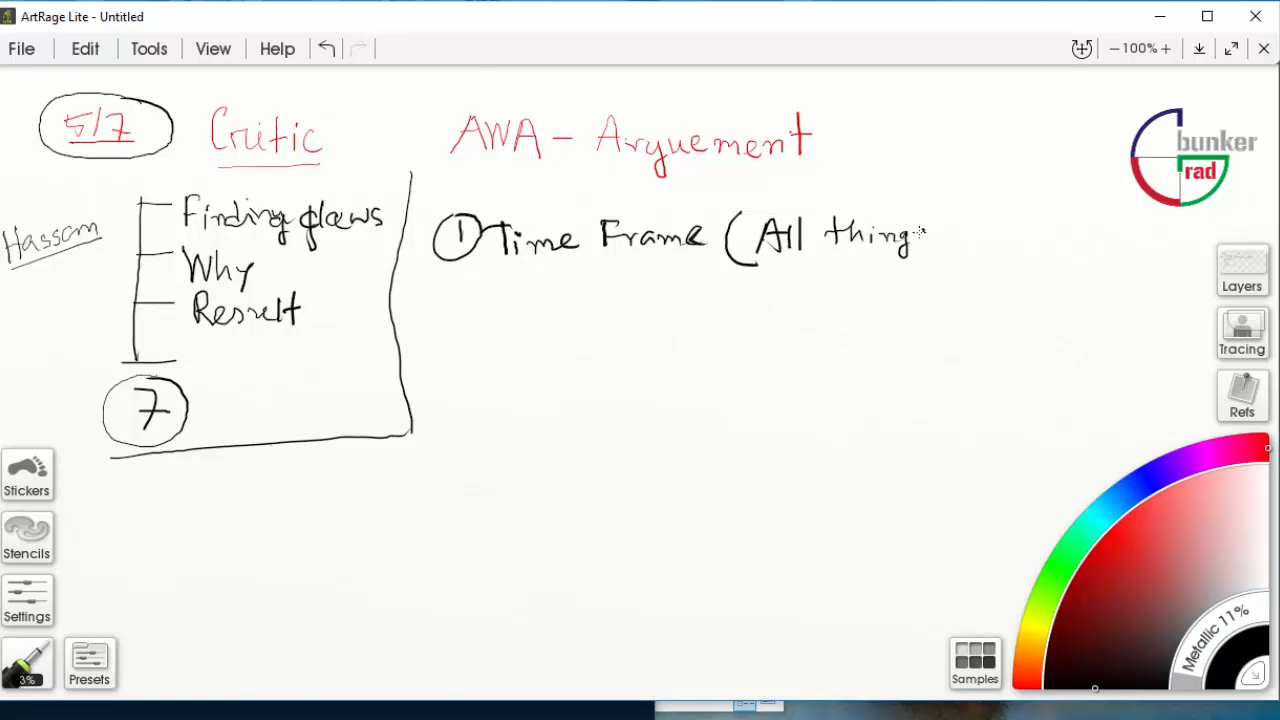 ArtRage Lite - Untitled
File Edit Tools View Help − 100% +
5/7 Critic AWA - Arguement
bunker
rad
Hassam
Finding flaws
Why
Result
7
① Time Frame ( All thing
Layers
Tracing
Refs
Stickers
Stencils
Settings
3%
Presets
Samples
Metallic 11%